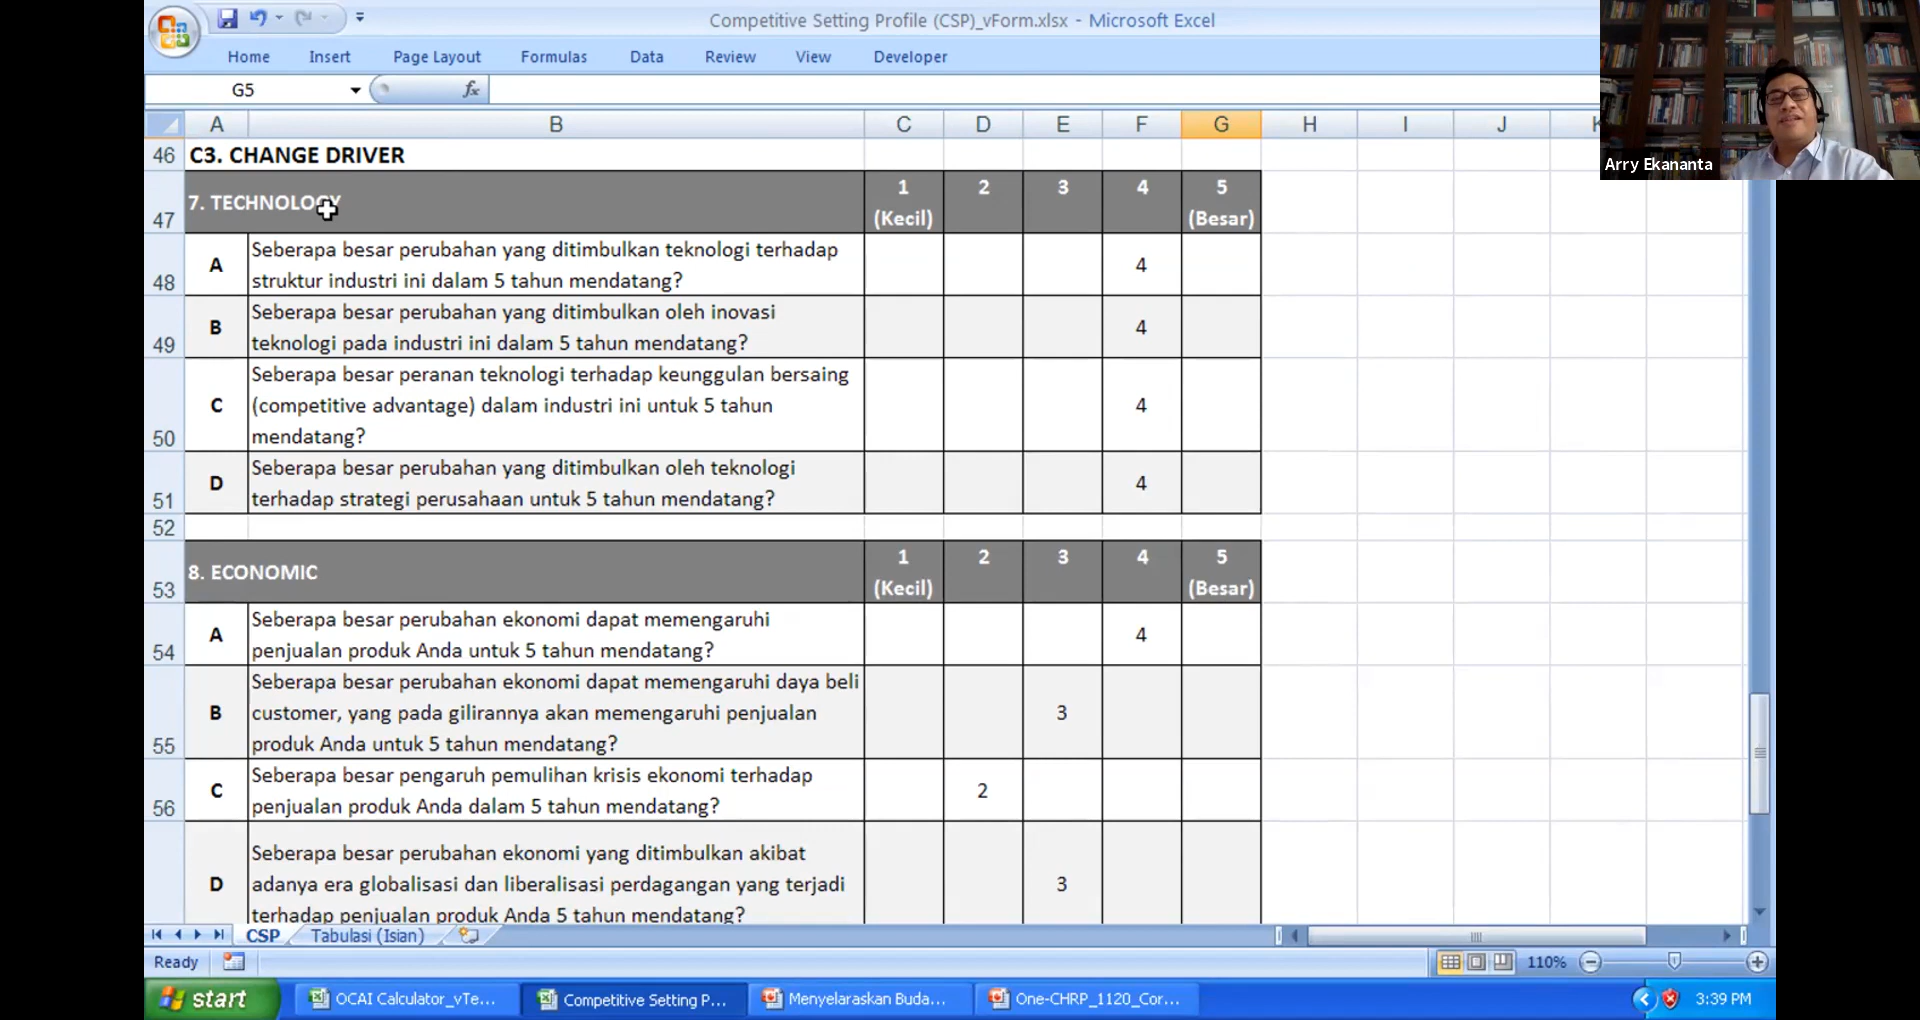 Competitive Setting Profile (CSP)_vForm.xlsx - Microsoft Excel
Home Insert Page Layout Formulas Data Review View Developer
G5 fx
A B C D E F G H I J K
Arry Ekananta
46 C3. CHANGE DRIVER
47 7. TECHNOLOGY 1 (Kecil) 2 3 4 5 (Besar)
48 A Seberapa besar perubahan yang ditimbulkan teknologi terhadap
struktur industri ini dalam 5 tahun mendatang? 4
49 B Seberapa besar perubahan yang ditimbulkan oleh inovasi
teknologi pada industri ini dalam 5 tahun mendatang? 4
50 C Seberapa besar peranan teknologi terhadap keunggulan bersaing
(competitive advantage) dalam industri ini untuk 5 tahun
mendatang? 4
51 D Seberapa besar perubahan yang ditimbulkan oleh teknologi
terhadap strategi perusahaan untuk 5 tahun mendatang? 4
52
53 8. ECONOMIC 1 (Kecil) 2 3 4 5 (Besar)
54 A Seberapa besar perubahan ekonomi dapat memengaruhi
penjualan produk Anda untuk 5 tahun mendatang? 4
55 B Seberapa besar perubahan ekonomi dapat memengaruhi daya beli
customer, yang pada gilirannya akan memengaruhi penjualan
produk Anda untuk 5 tahun mendatang? 3
56 C Seberapa besar pengaruh pemulihan krisis ekonomi terhadap
penjualan produk Anda dalam 5 tahun mendatang? 2
D Seberapa besar perubahan ekonomi yang ditimbulkan akibat
adanya era globalisasi dan liberalisasi perdagangan yang terjadi
terhadap penjualan produk Anda 5 tahun mendatang? 3
CSP Tabulasi (Isian)
Ready 110%
start OCAI Calculator_vTe... Competitive Setting P... Menyelaraskan Buda... One-CHRP_1120_Cor... 3:39 PM